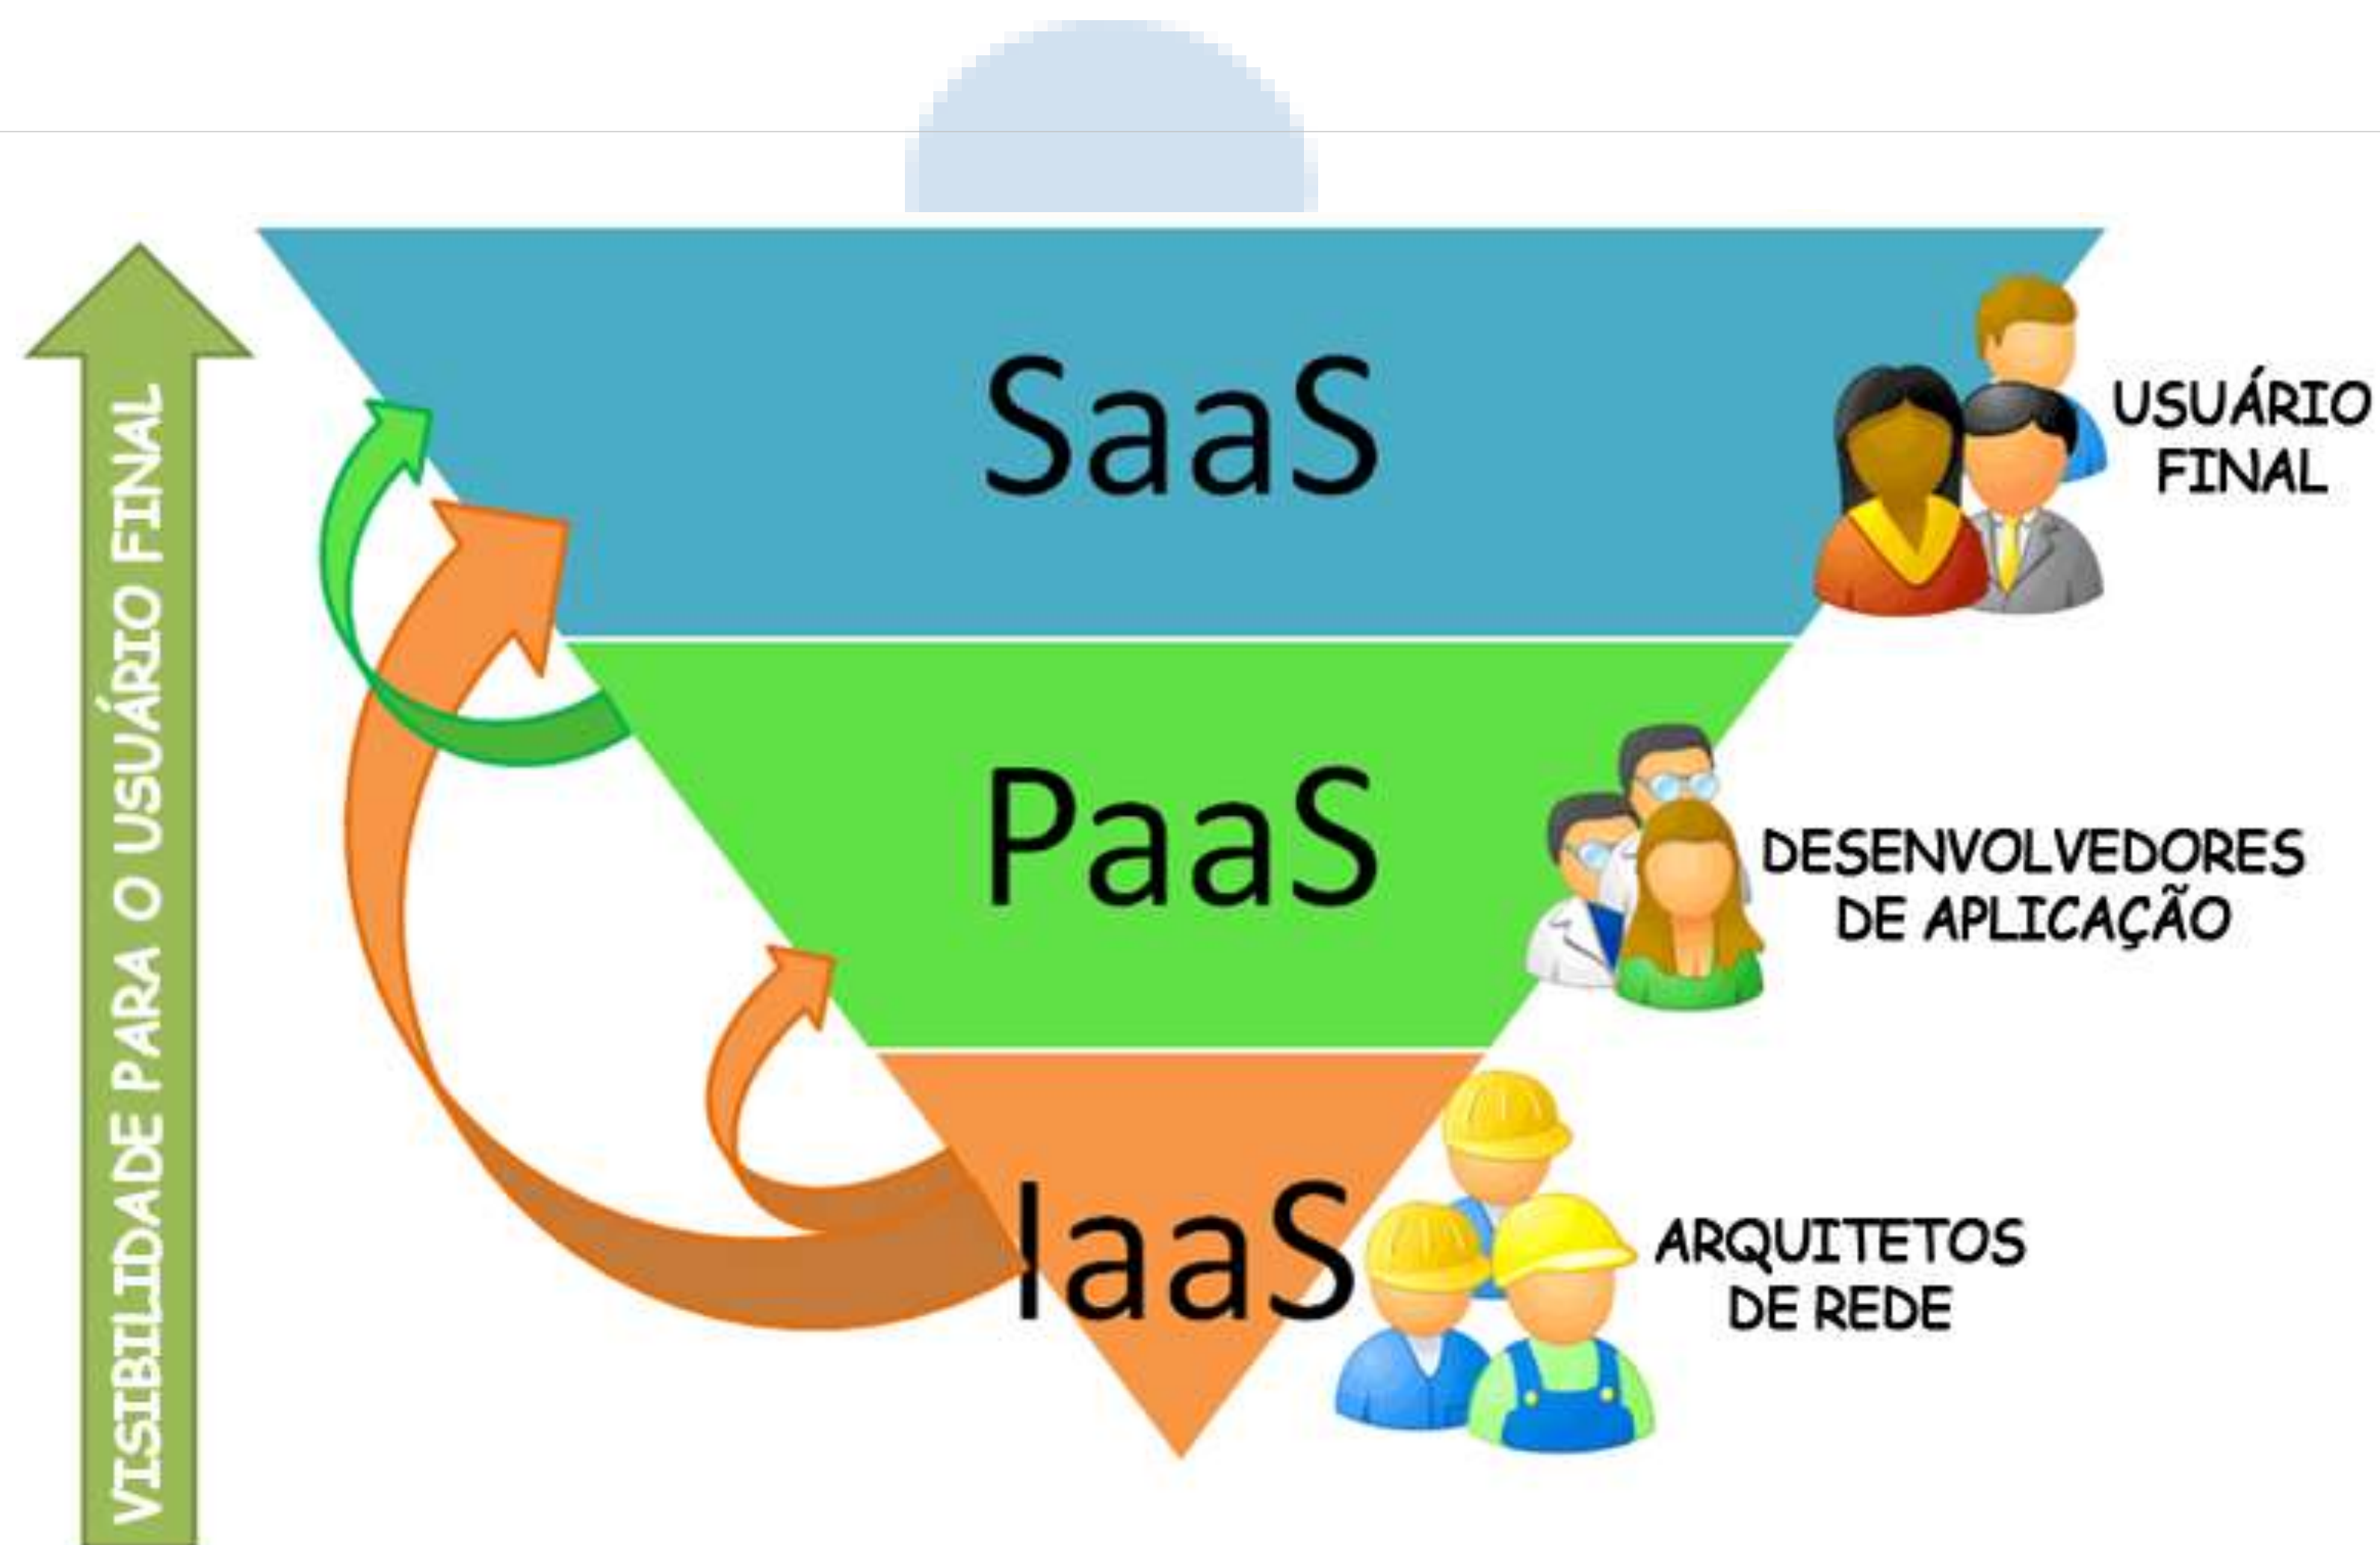 VISIBILIDADE PARA O USUÁRIO FINAL
SaaS
USUÁRIO
FINAL
PaaS
DESENVOLVEDORES
DE APLICAÇÃO
IaaS
ARQUITETOS
DE REDE